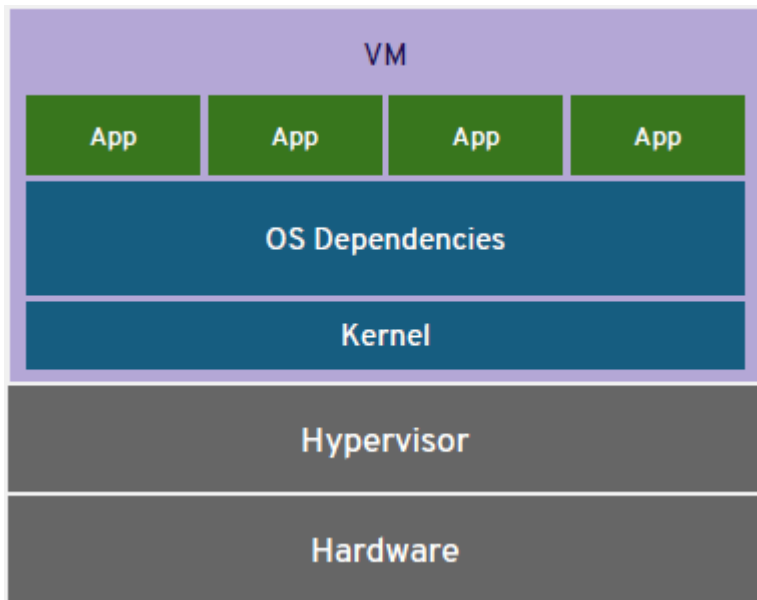 VM
App App App App
OS Dependencies
Kernel
Hypervisor
Hardware